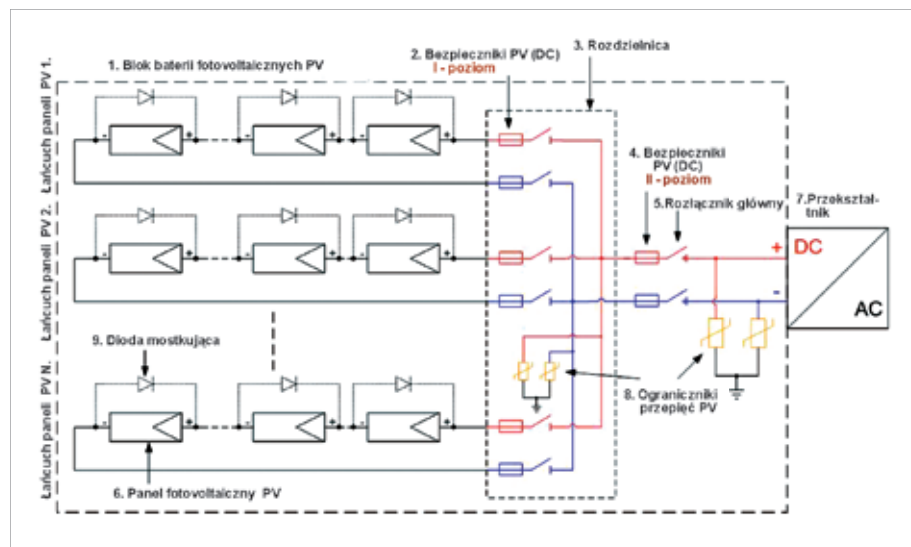 1. Blok baterii fotovoltaicznych PV
2. Bezpieczniki PV (DC)
I - poziom
3. Rozdzielnica
Łańcuch paneli PV 1.
4. Bezpieczniki
PV (DC)
II - poziom
5.Rozłącznik główny
7.Przekształ-
tnik
+ DC
-
AC
Łańcuch paneli PV 2.
9. Dioda mostkująca
8. Ograniczniki
przepięć PV
Łańcuch paneli PV N.
6. Panel fotovoltaiczny PV
- + - + - +
- + - + - +
- + - + - +